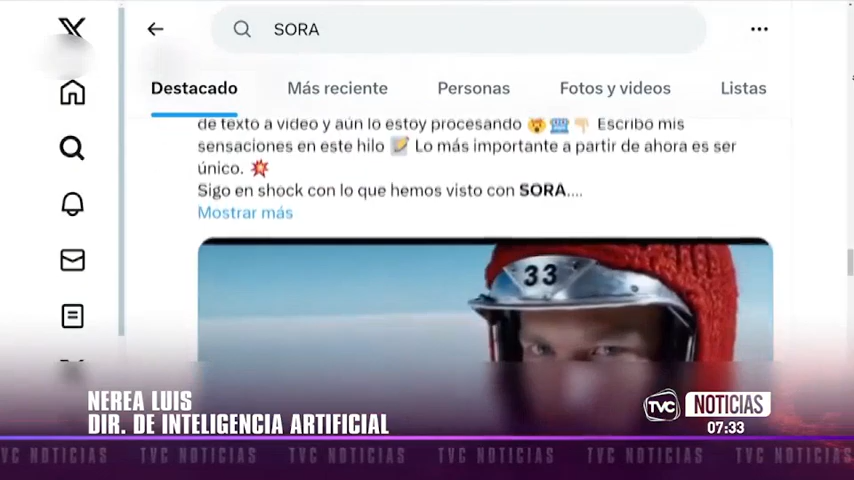 SORA
Destacado
Más reciente
Personas
Fotos y videos
Listas
de texto a video y aún lo estoy procesando Escribo mis
sensaciones en este hilo Lo más importante a partir de ahora es ser
único.
Sigo en shock con lo que hemos visto con SORA....
Mostrar más
33
NEREA LUIS
DIR. DE INTELIGENCIA ARTIFICIAL
TVC NOTICIAS
07:33
TVC NOTICIAS TVC NOTICIAS TVC NOTICIAS TVC NOTICIAS TVC NOTICIAS TVC NOTICIAS